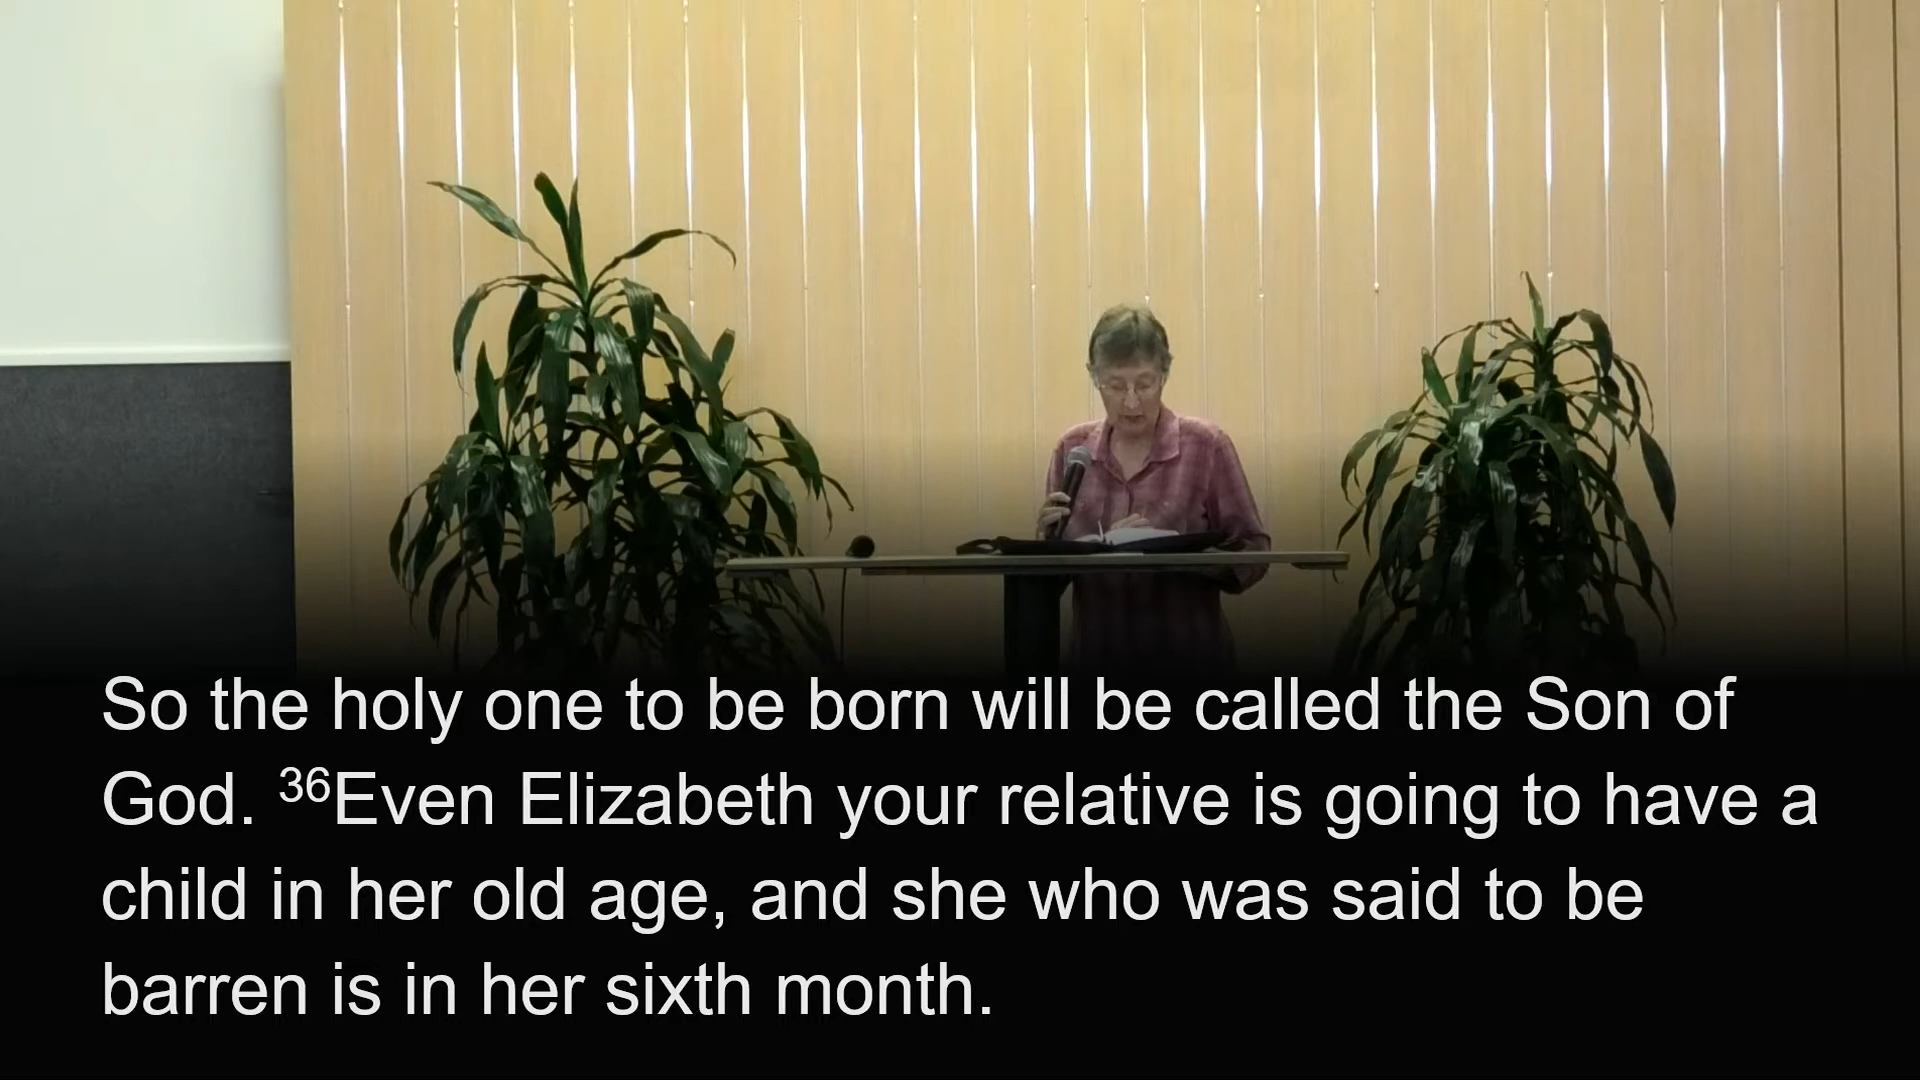 So the holy one to be born will be called the Son of
God. ³⁶Even Elizabeth your relative is going to have a
child in her old age, and she who was said to be
barren is in her sixth month.